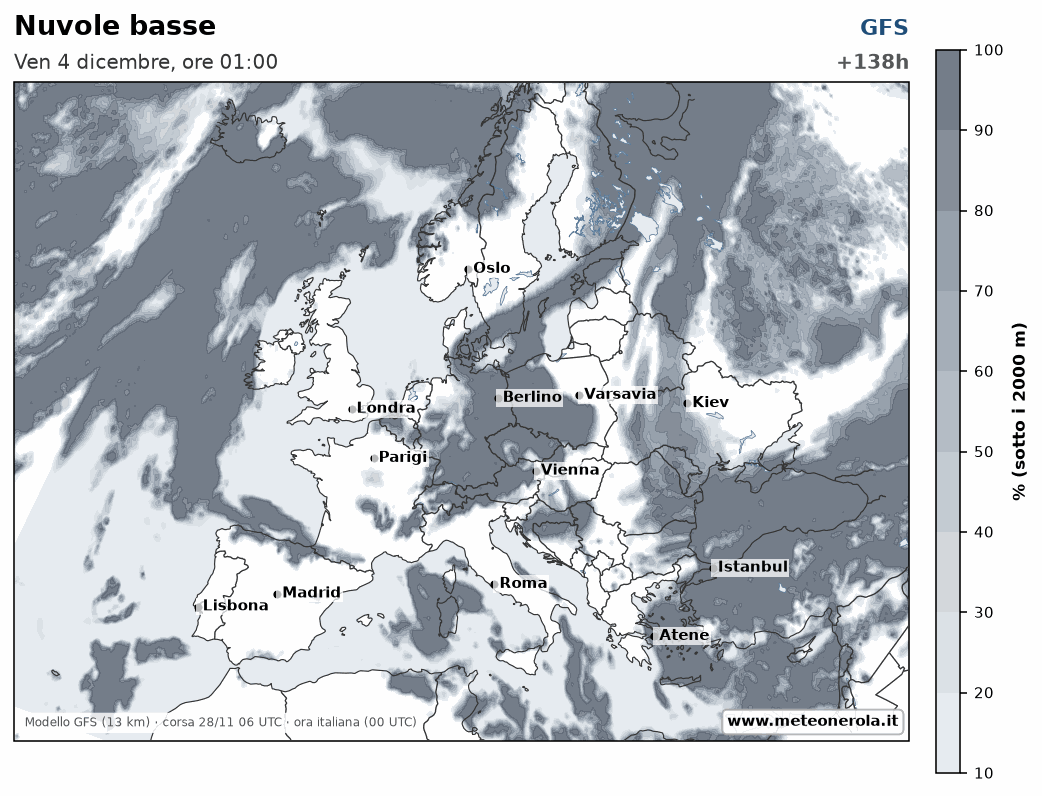 Nuvole basse
GFS
Ven 4 dicembre, ore 01:00
+138h
100
90
80
70
60
50
40
30
20
10
% (sotto i 2000 m)
Oslo
Berlino
Varsavia
Kiev
Londra
Parigi
Vienna
Istanbul
Roma
Madrid
Lisbona
Atene
Modello GFS (13 km) · corsa 28/11 06 UTC · ora italiana (00 UTC)
www.meteonerola.it